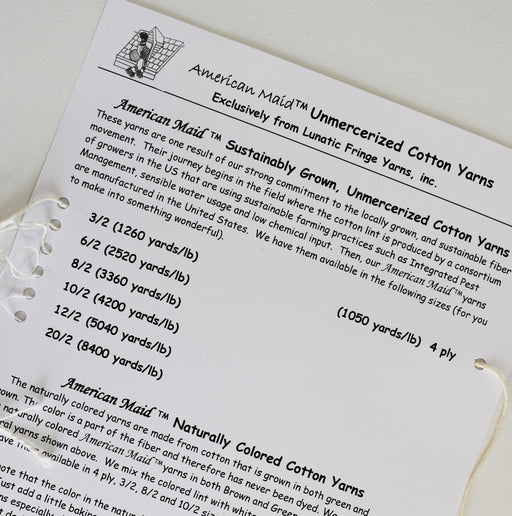 American Maid™ Unmercerized Cotton Yarns
Exclusively from Lunatic Fringe Yarns, inc.
American Maid ™ Sustainably Grown, Unmercerized Cotton Yarns
These yarns are one result of our strong commitment to the locally grown, and sustainable fiber
movement. Their journey begins in the field where the cotton lint is produced by a consortium
of growers in the US that are using sustainable farming practices such as Integrated Pest
Management, sensible water usage and low chemical input. Then, our American Maid™ yarns
are manufactured in the United States. We have them available in the following sizes (for you
to make into something wonderful).
3/2 (1260 yards/lb)
6/2 (2520 yards/lb)
8/2 (3360 yards/lb)
10/2 (4200 yards/lb)
12/2 (5040 yards/lb)
20/2 (8400 yards/lb)
(1050 yards/lb) 4 ply
American Maid ™ Naturally Colored Cotton Yarns
The naturally colored yarns are made from cotton that is grown in both green and
The color is a part of the fiber and therefore has never been dyed. We
naturally colored American Maid™ yarns in both Brown and Green
yarns shown above. We mix the colored lint with white
available in 4 ply, 3/2, 8/2 and 10/2
note that the color in the
Just add a little baking
especially